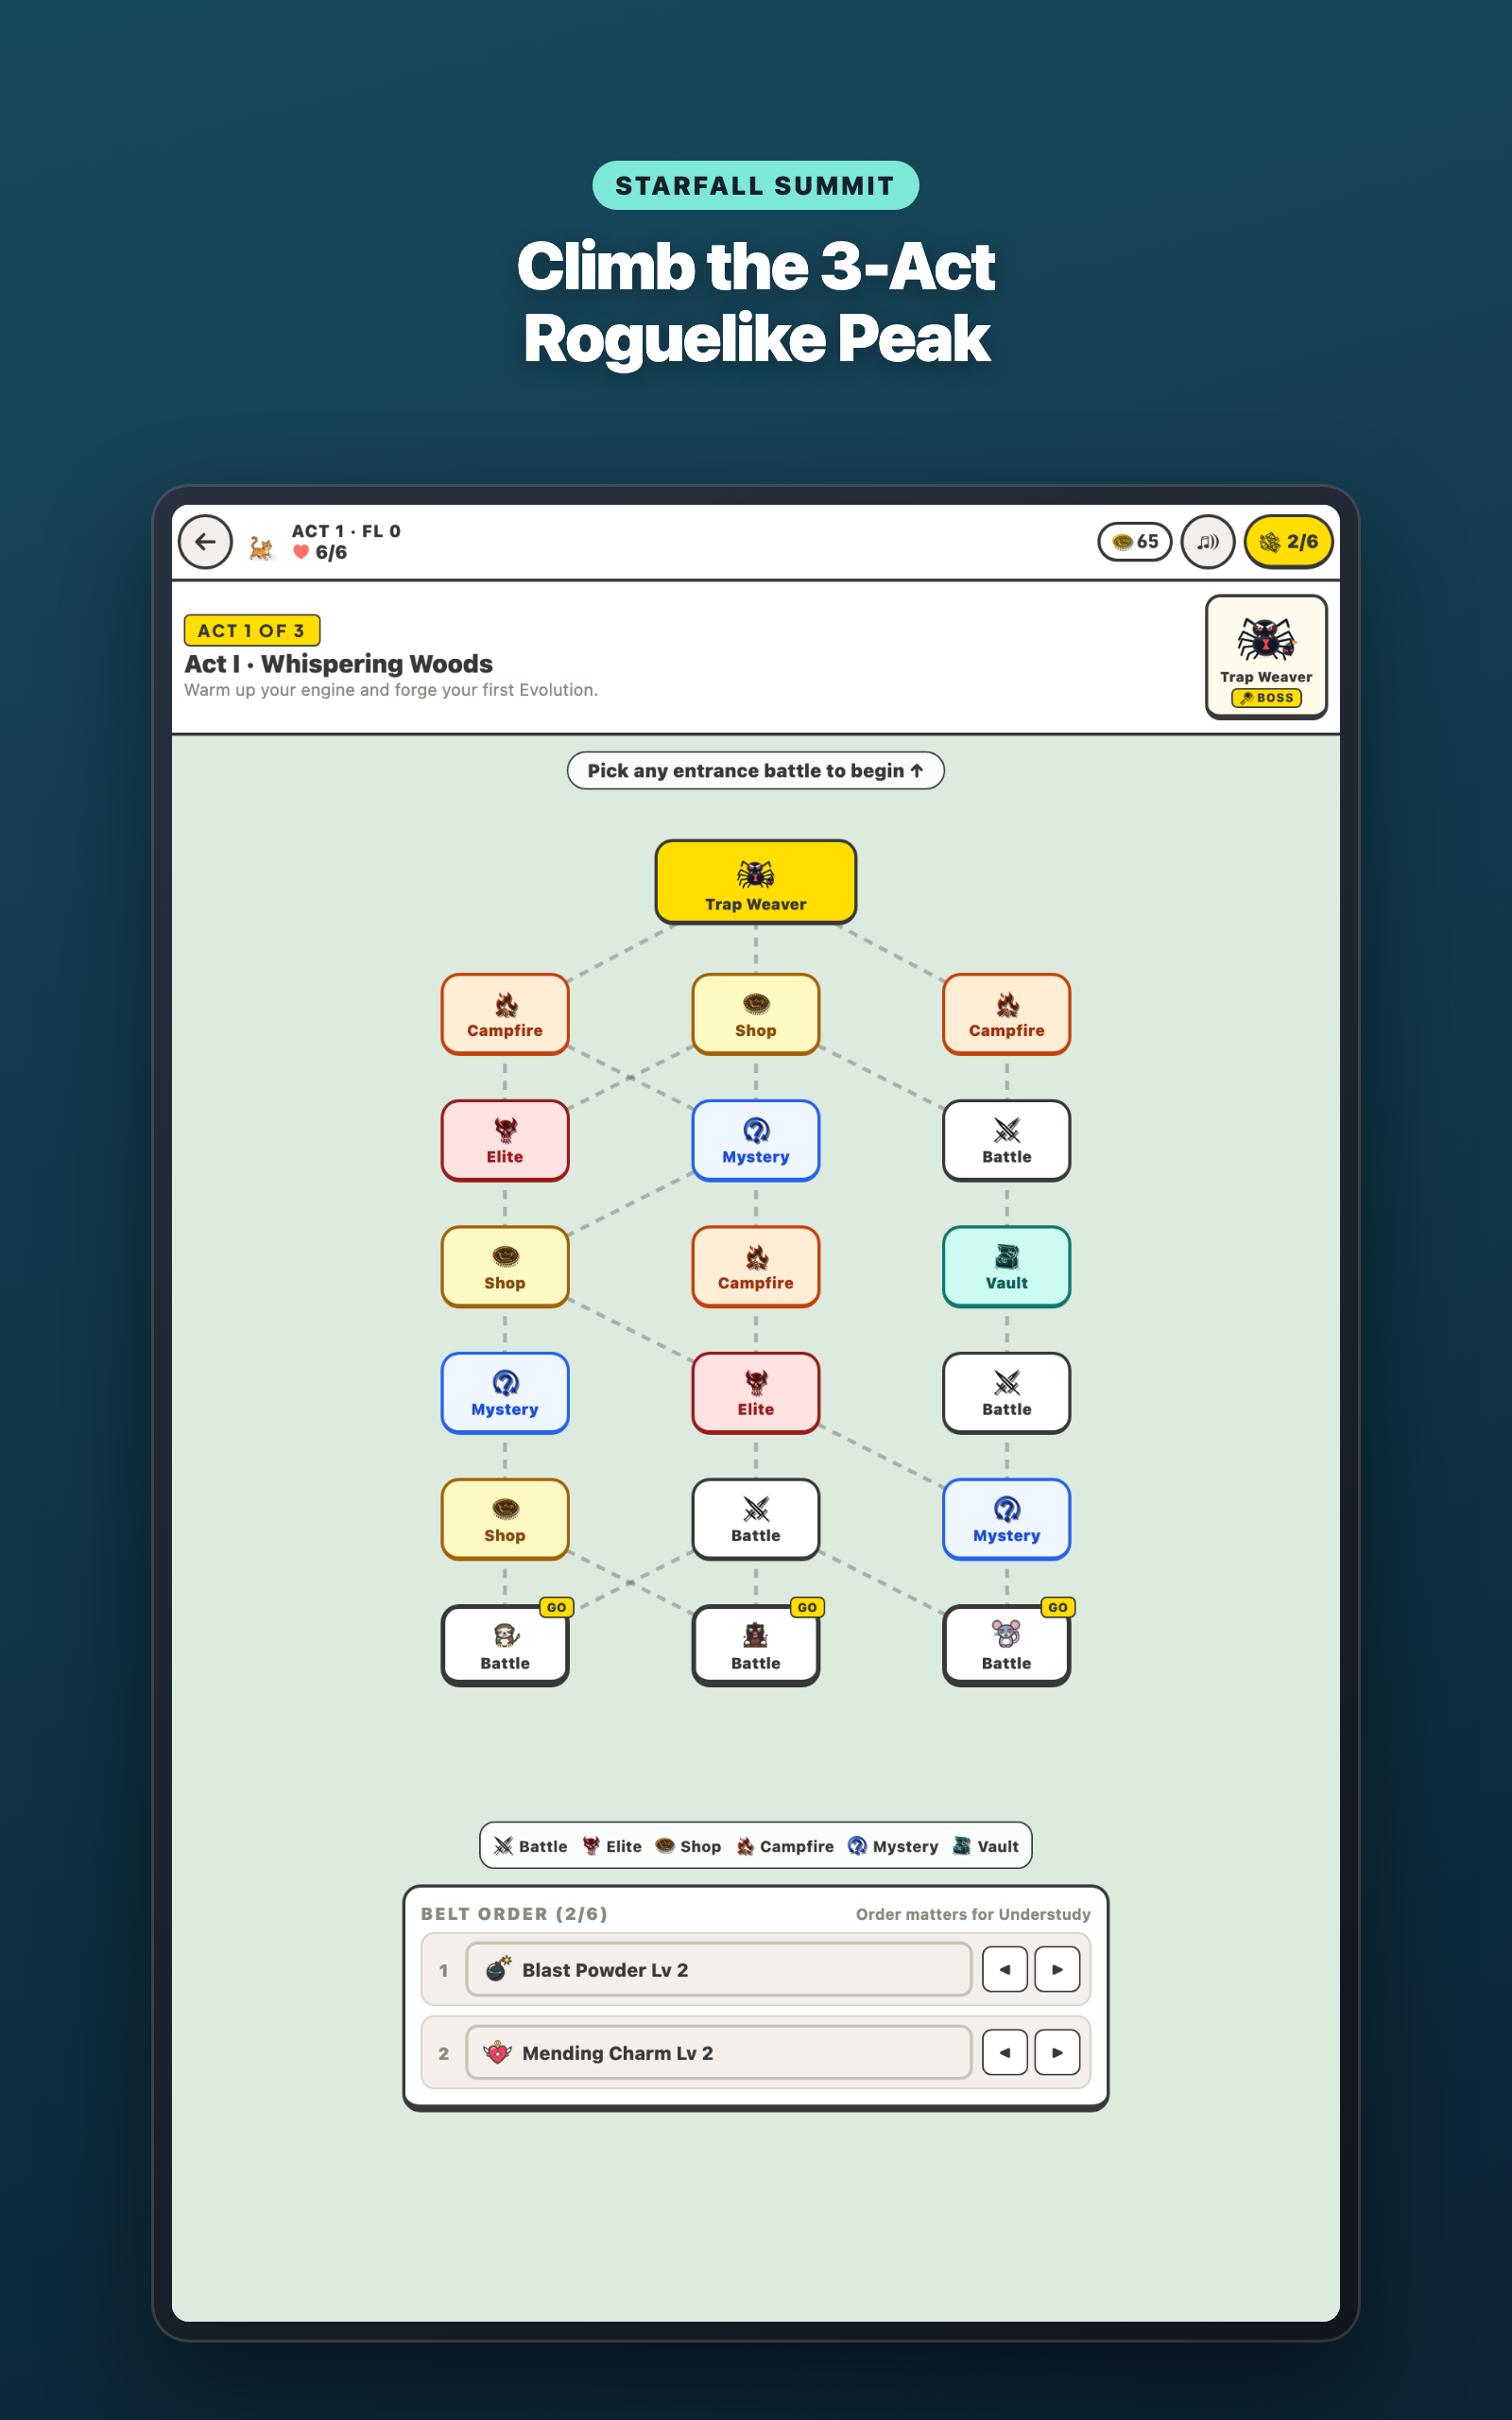 STARFALL SUMMIT
Climb the 3-Act
Roguelike Peak
ACT 1 · FL 0
6/6
65
2/6
ACT 1 OF 3
Act I · Whispering Woods
Warm up your engine and forge your first Evolution.
Trap Weaver
BOSS
Pick any entrance battle to begin ↑
Trap Weaver
Campfire
Shop
Campfire
Elite
Mystery
Battle
Shop
Campfire
Vault
Mystery
Elite
Battle
Shop
Battle
Mystery
GO
GO
GO
Battle
Battle
Battle
Battle Elite Shop Campfire Mystery Vault
BELT ORDER (2/6)
Order matters for Understudy
1
Blast Powder Lv 2
2
Mending Charm Lv 2